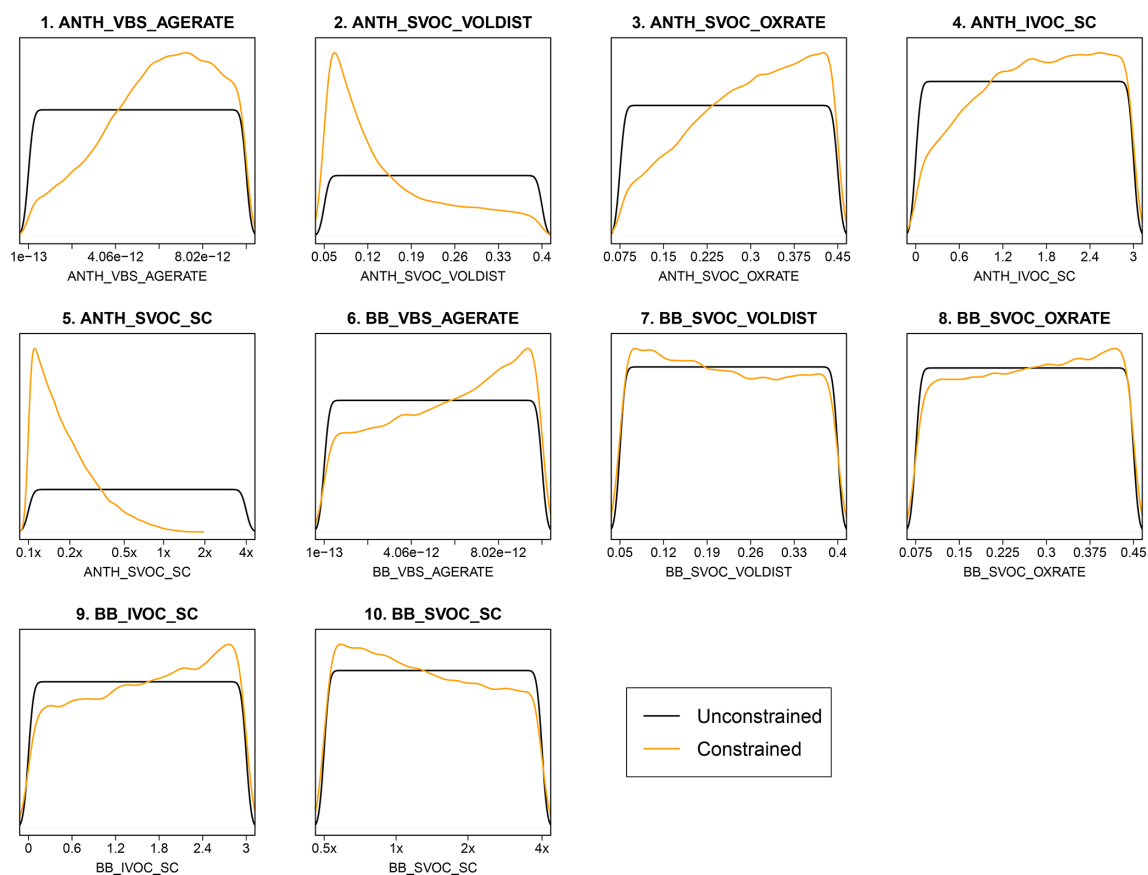 1. ANTH_VBS_AGERATE
2. ANTH_SVOC_VOLDIST
3. ANTH_SVOC_OXRATE
4. ANTH_IVOC_SC
1e−13 4.06e−12 8.02e−12
0.05 0.12 0.19 0.26 0.33 0.4
0.075 0.15 0.225 0.3 0.375 0.45
0 0.6 1.2 1.8 2.4 3
ANTH_VBS_AGERATE
ANTH_SVOC_VOLDIST
ANTH_SVOC_OXRATE
ANTH_IVOC_SC
5. ANTH_SVOC_SC
6. BB_VBS_AGERATE
7. BB_SVOC_VOLDIST
8. BB_SVOC_OXRATE
0.1x 0.2x 0.5x 1x 2x 4x
1e−13 4.06e−12 8.02e−12
0.05 0.12 0.19 0.26 0.33 0.4
0.075 0.15 0.225 0.3 0.375 0.45
ANTH_SVOC_SC
BB_VBS_AGERATE
BB_SVOC_VOLDIST
BB_SVOC_OXRATE
9. BB_IVOC_SC
10. BB_SVOC_SC
0 0.6 1.2 1.8 2.4 3
0.5x 1x 2x 4x
BB_IVOC_SC
BB_SVOC_SC
Unconstrained
Constrained